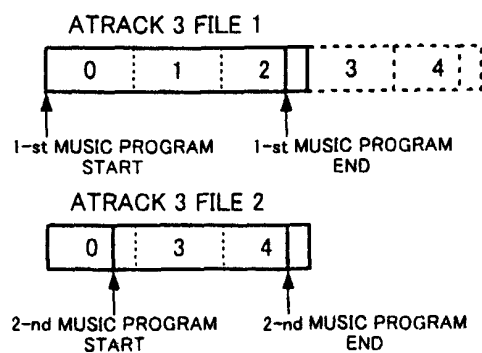 ATRACK 3 FILE 1
0 1 2 3 4
1-st MUSIC PROGRAM START
1-st MUSIC PROGRAM END
ATRACK 3 FILE 2
0 3 4
2-nd MUSIC PROGRAM START
2-nd MUSIC PROGRAM END